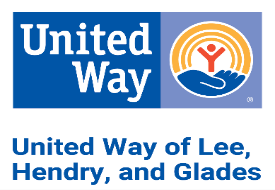 United
Way
®
United Way of Lee,
Hendry, and Glades